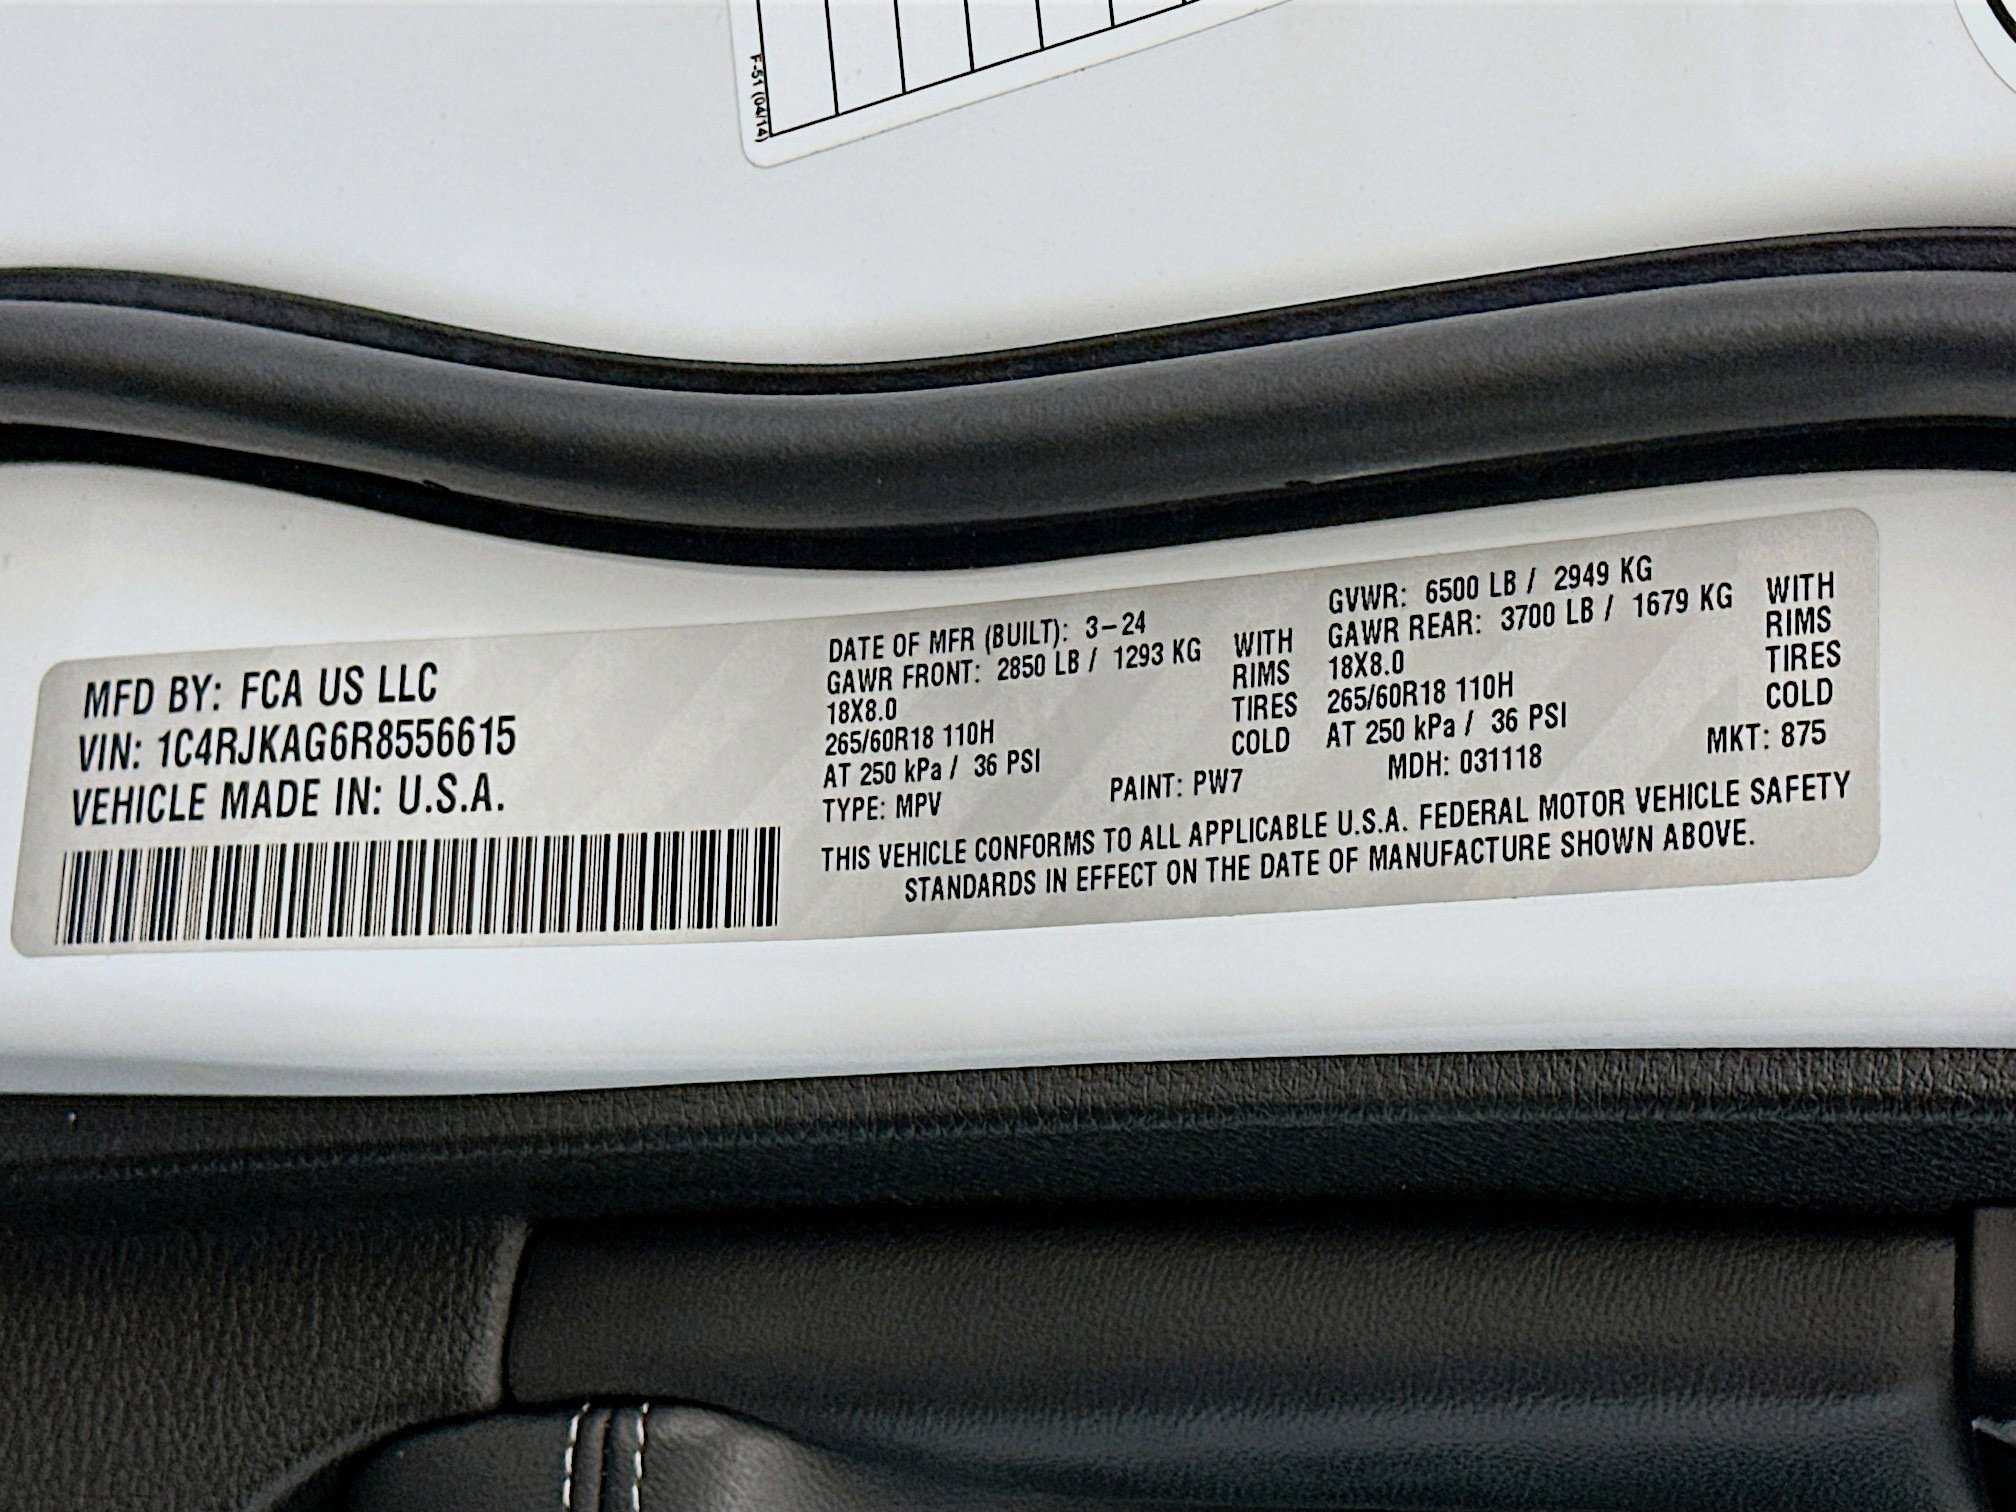 F-51 (04/14)
MFD BY: FCA US LLC
VIN: 1C4RJKAG6R8556615
VEHICLE MADE IN: U.S.A.
DATE OF MFR (BUILT): 3-24
GAWR FRONT: 2850 LB / 1293 KG WITH
18X8.0 RIMS
265/60R18 110H TIRES
AT 250 kPa / 36 PSI COLD
GVWR: 6500 LB / 2949 KG
GAWR REAR: 3700 LB / 1679 KG WITH
18X8.0 RIMS
265/60R18 110H TIRES
AT 250 kPa / 36 PSI COLD
TYPE: MPV PAINT: PW7 MDH: 031118 MKT: 875
THIS VEHICLE CONFORMS TO ALL APPLICABLE U.S.A. FEDERAL MOTOR VEHICLE SAFETY
STANDARDS IN EFFECT ON THE DATE OF MANUFACTURE SHOWN ABOVE.